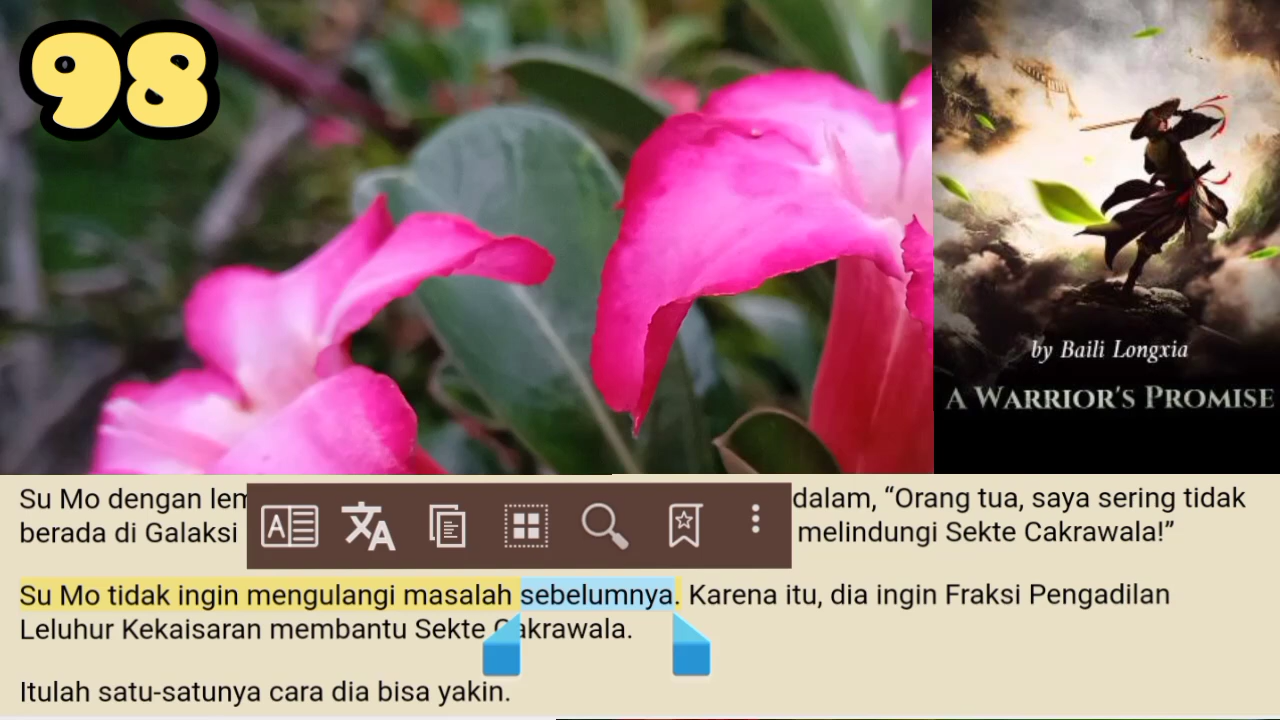 98
by Baili Longxia
A WARRIOR'S PROMISE
Su Mo dengan dalam, “Orang tua, saya sering tidak
berada di Galaksi melindungi Sekte Cakrawala!”
Su Mo tidak ingin mengulangi masalah sebelumnya. Karena itu, dia ingin Fraksi Pengadilan
Leluhur Kekaisaran membantu Sekte Cakrawala.
Itulah satu-satunya cara dia bisa yakin.